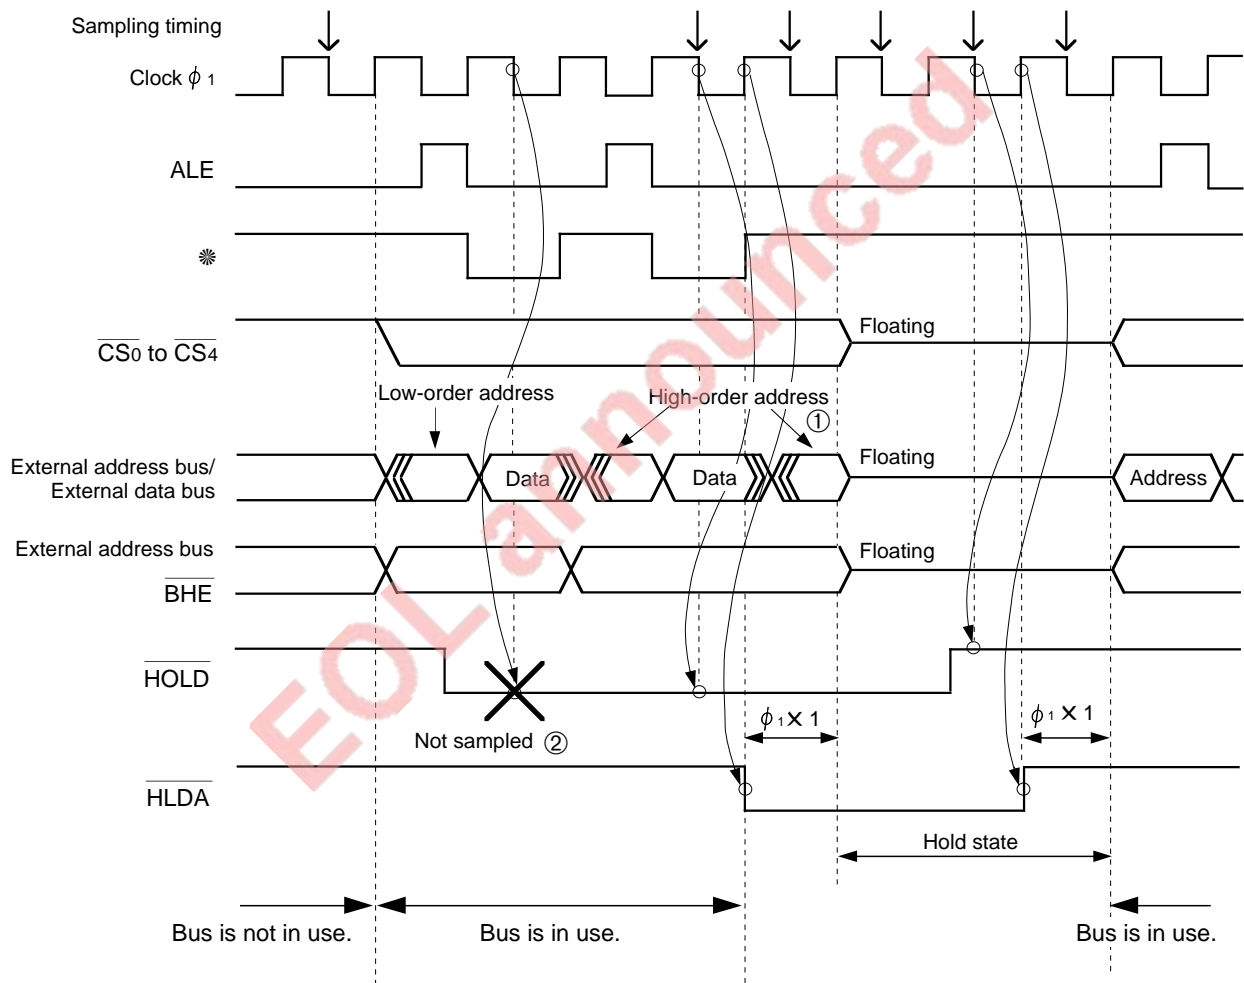 Sampling timing
Clock ϕ 1
ALE
❋
CS0 to CS4
Floating
Low-order address
High-order address
①
External address bus/
External data bus
Data
Data
Floating
Address
External address bus
BHE
Floating
HOLD
Not sampled ②
ϕ 1 × 1
ϕ 1 × 1
HLDA
Hold state
Bus is not in use.
Bus is in use.
Bus is in use.
EOL announced